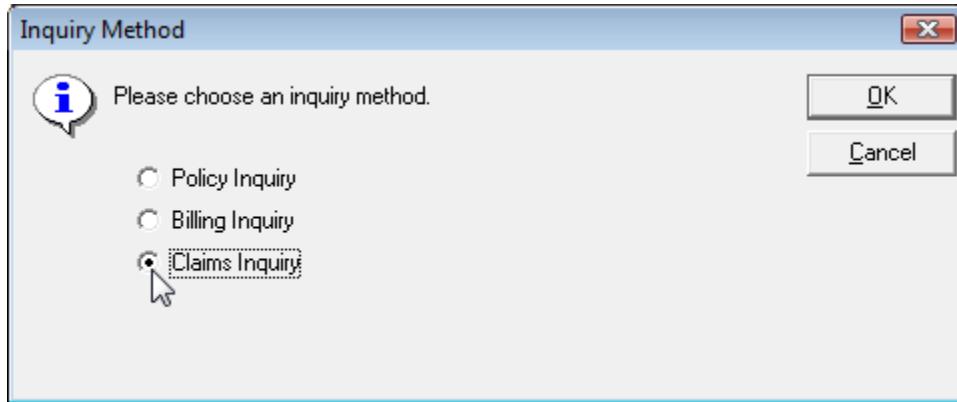 Inquiry Method
Please choose an inquiry method.
OK
Cancel
Policy Inquiry
Billing Inquiry
Claims Inquiry